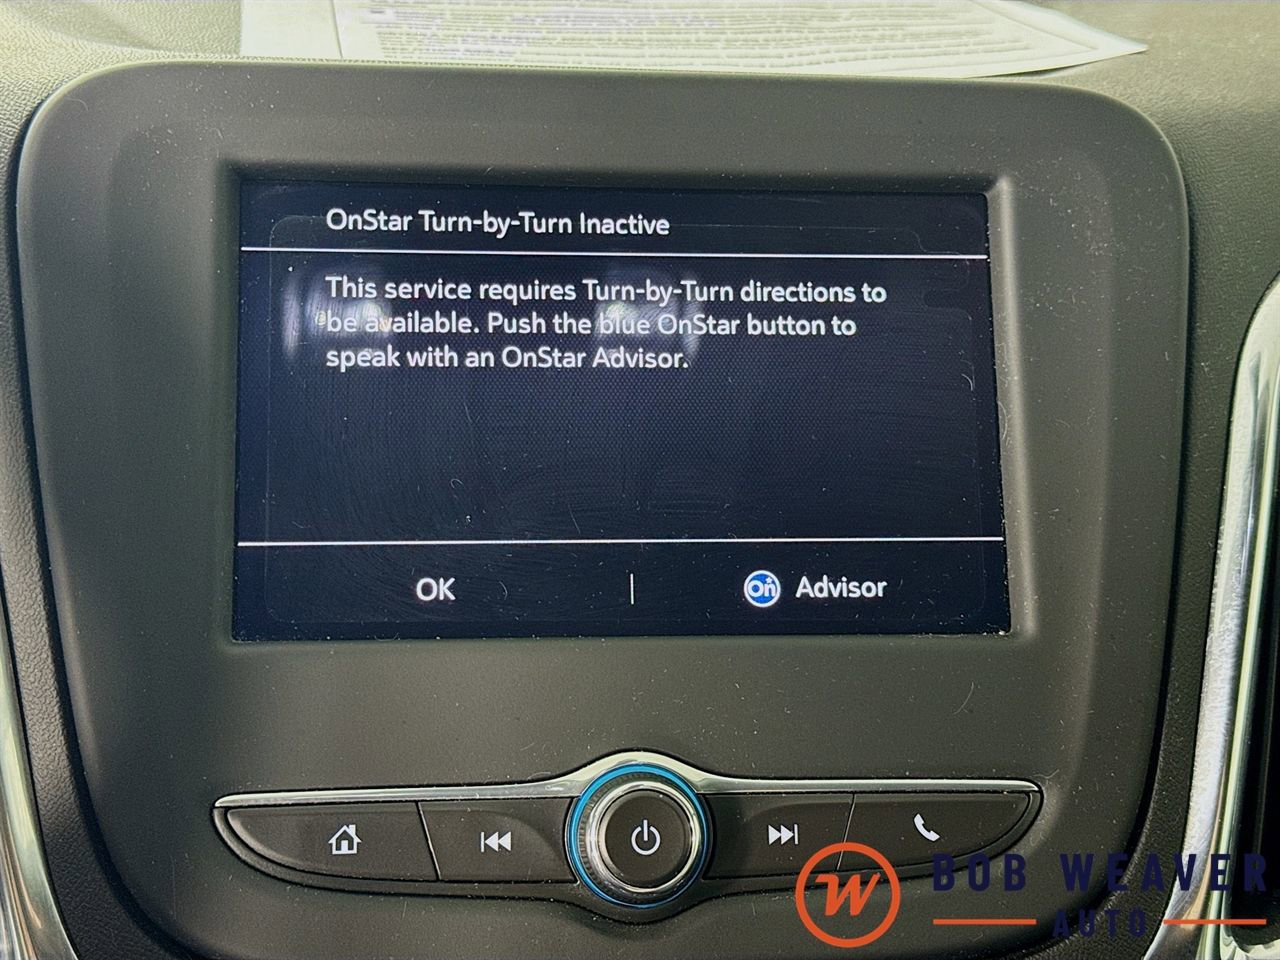 OnStar Turn-by-Turn Inactive
This service requires Turn-by-Turn directions to
be available. Push the blue OnStar button to
speak with an OnStar Advisor.
OK
On Advisor
W BOB WEAVER
AUTO